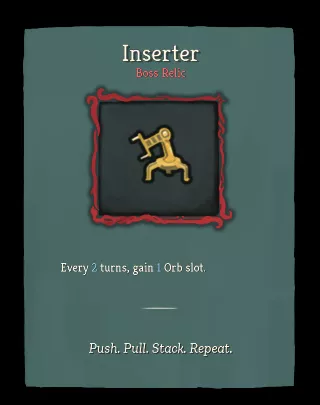 Inserter
Boss Relic
Every 2 turns, gain 1 Orb slot.
Push. Pull. Stack. Repeat.